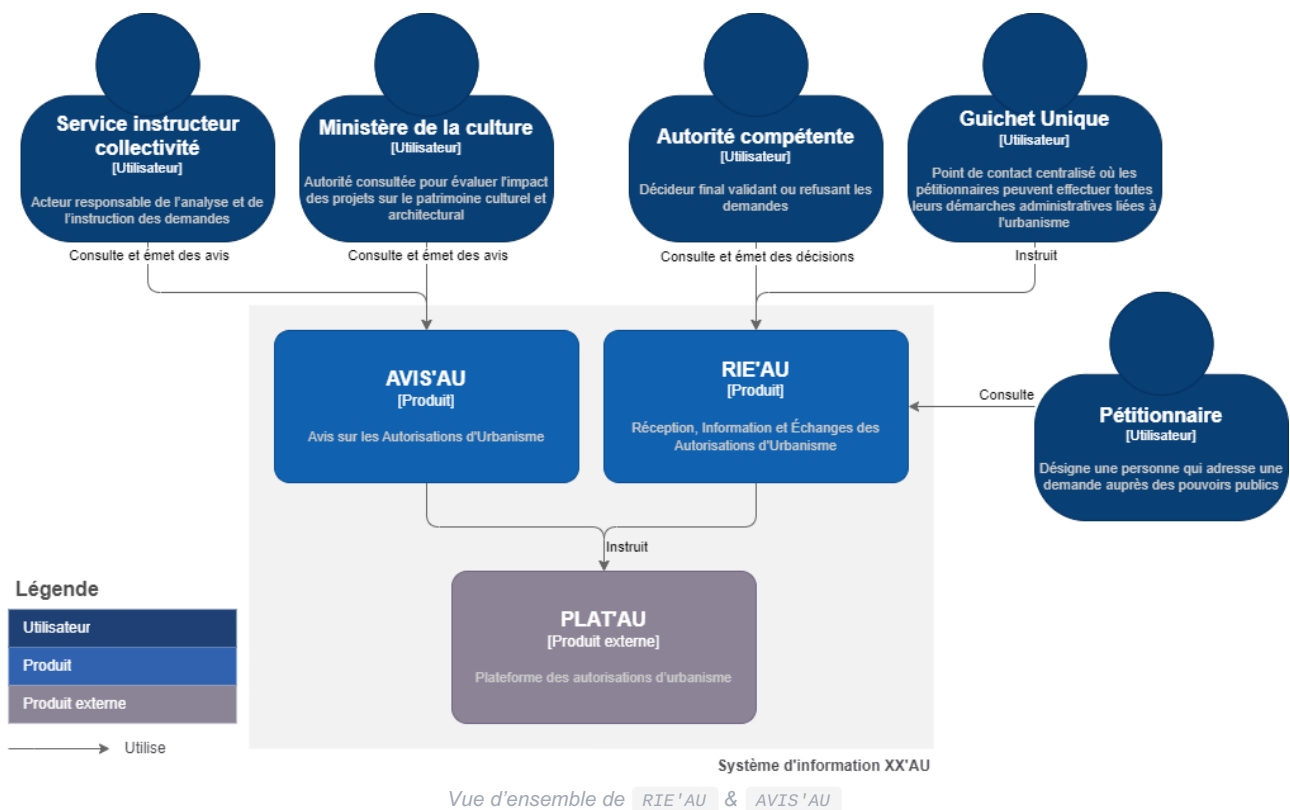 Service instructeur
collectivité
[Utilisateur]
Acteur responsable de l'analyse et de
l'instruction des demandes
Ministère de la culture
[Utilisateur]
Autorité consultée pour évaluer l'impact
des projets sur le patrimoine culturel et
architectural
Autorité compétente
[Utilisateur]
Décideur final validant ou refusant les
demandes
Guichet Unique
[Utilisateur]
Point de contact centralisé où les
pétitionnaires peuvent effectuer toutes
leurs démarches administratives liées à
l'urbanisme
Consulte et émet des avis
Consulte et émet des avis
Consulte et émet des décisions
Instruit
AVIS'AU
[Produit]
Avis sur les Autorisations d'Urbanisme
RIE'AU
[Produit]
Réception, Information et Échanges des
Autorisations d'Urbanisme
Consulte
Pétitionnaire
[Utilisateur]
Désigne une personne qui adresse une
demande auprès des pouvoirs publics
Instruit
PLAT'AU
[Produit externe]
Plateforme des autorisations d'urbanisme
Légende
Utilisateur
Produit
Produit externe
Utilise
Système d'information XX'AU
Vue d'ensemble de RIE'AU & AVIS'AU